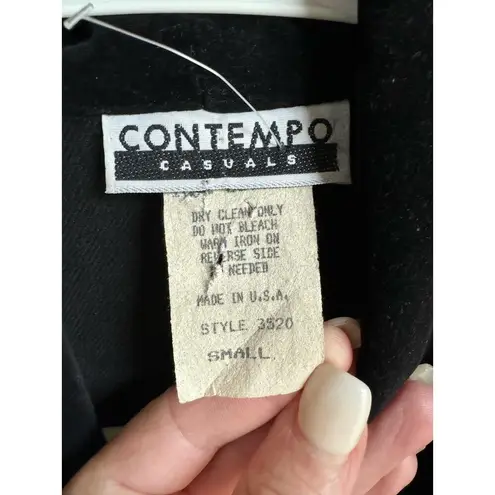 CONTEMPO
CASUALS
DRY CLEAN ONLY
DO NOT BLEACH
WARM IRON ON
REVERSE SIDE
NEEDED
MADE IN U.S.A.
STYLE 3520
SMALL